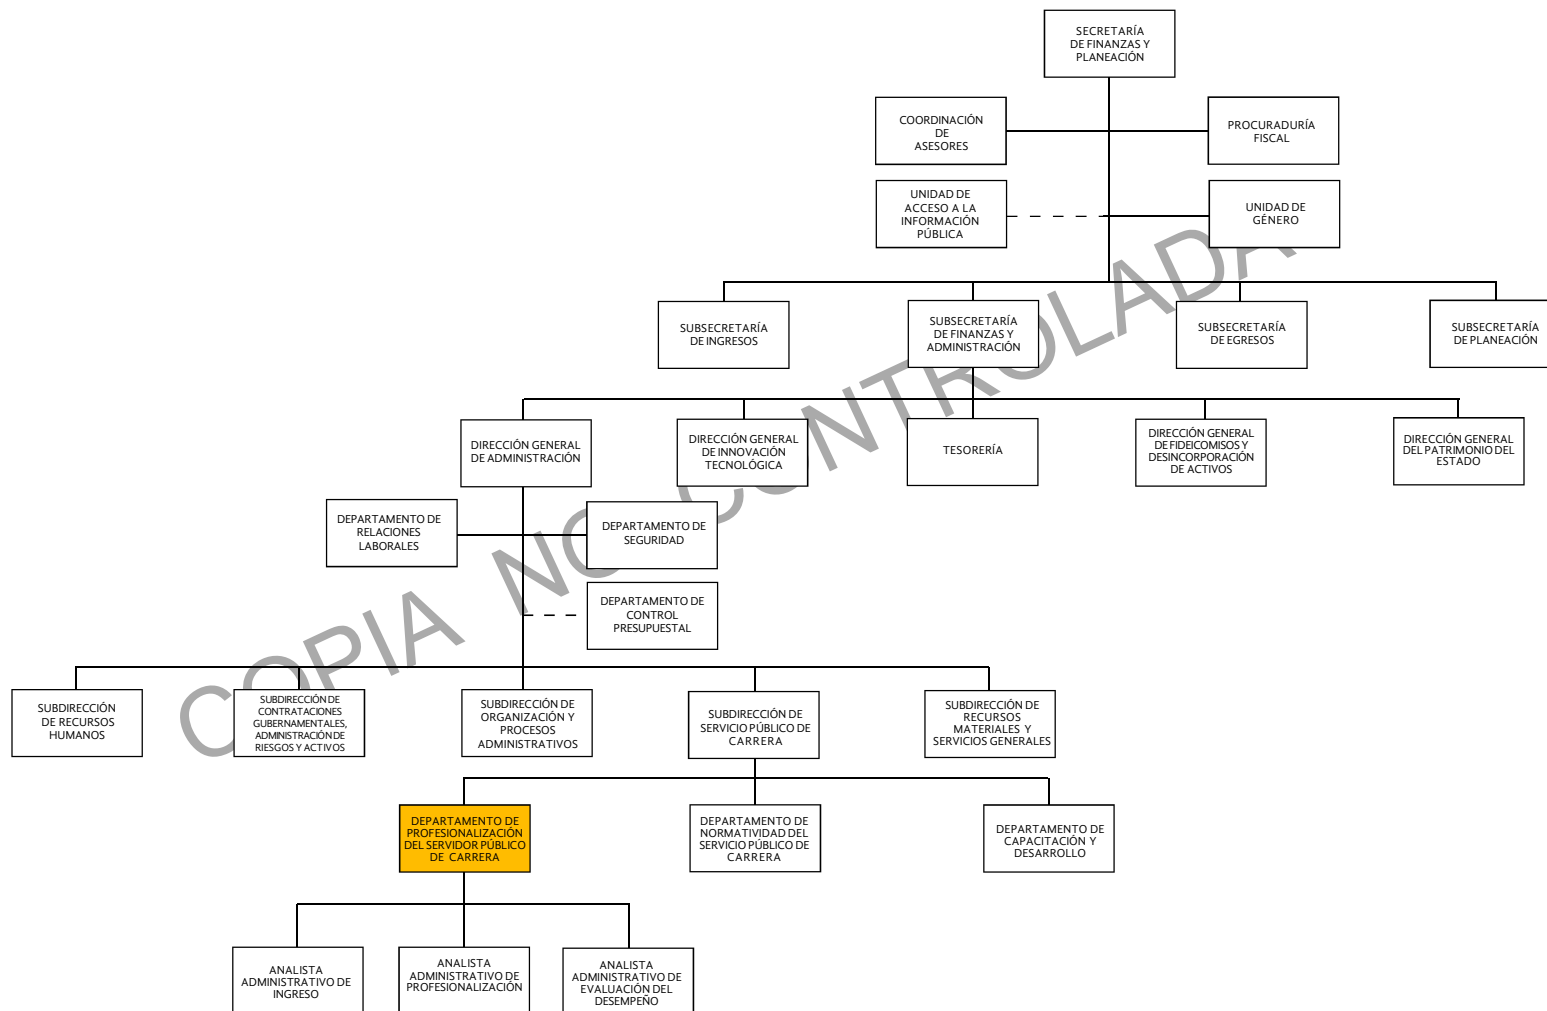 SECRETARÍA
DE FINANZAS Y
PLANEACIÓN
COORDINACIÓN
DE
ASESORES
PROCURADURÍA
FISCAL
UNIDAD DE
ACCESO A LA
INFORMACIÓN
PÚBLICA
UNIDAD DE
GÉNERO
SUBSECRETARÍA
DE INGRESOS
SUBSECRETARÍA
DE FINANZAS Y
ADMINISTRACIÓN
SUBSECRETARÍA
DE EGRESOS
SUBSECRETARÍA
DE PLANEACIÓN
DIRECCIÓN GENERAL
DE ADMINISTRACIÓN
DIRECCIÓN GENERAL
DE INNOVACIÓN
TECNOLÓGICA
TESORERÍA
DIRECCIÓN GENERAL
DE FIDEICOMISOS Y
DESINCORPORACIÓN
DE ACTIVOS
DIRECCIÓN GENERAL
DEL PATRIMONIO DEL
ESTADO
DEPARTAMENTO DE
RELACIONES
LABORALES
DEPARTAMENTO DE
SEGURIDAD
DEPARTAMENTO DE
CONTROL
PRESUPUESTAL
COPIA NO CONTROLADA
SUBDIRECCIÓN
DE RECURSOS
HUMANOS
SUBDIRECCIÓN DE
CONTRATACIONES
GUBERNAMENTALES,
ADMINISTRACIÓN DE
RIESGOS Y ACTIVOS
SUBDIRECCIÓN DE
ORGANIZACIÓN Y
PROCESOS
ADMINISTRATIVOS
SUBDIRECCIÓN DE
SERVICIO PÚBLICO DE
CARRERA
SUBDIRECCIÓN DE
RECURSOS
MATERIALES Y
SERVICIOS GENERALES
DEPARTAMENTO DE
PROFESIONALIZACIÓN
DEL SERVIDOR PÚBLICO
DE CARRERA
DEPARTAMENTO DE
NORMATIVIDAD DEL
SERVICIO PÚBLICO DE
CARRERA
DEPARTAMENTO DE
CAPACITACIÓN Y
DESARROLLO
ANALISTA
ADMINISTRATIVO DE
INGRESO
ANALISTA
ADMINISTRATIVO DE
PROFESIONALIZACIÓN
ANALISTA
ADMINISTRATIVO DE
EVALUACIÓN DEL
DESEMPEÑO